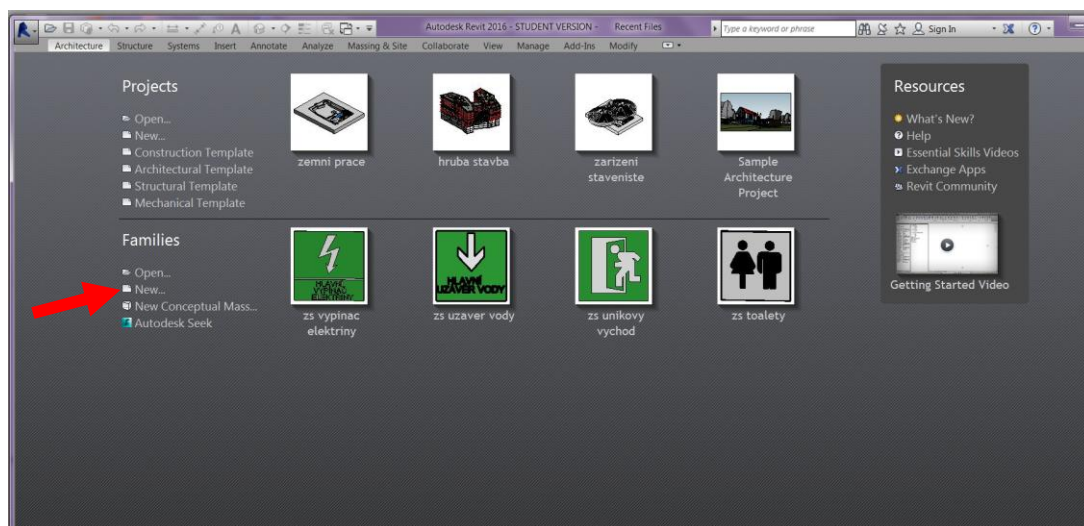 Autodesk Revit 2016 - STUDENT VERSION - Recent Files
Type a keyword or phrase
Sign In
Architecture Structure Systems Insert Annotate Analyze Massing & Site Collaborate View Manage Add-Ins Modify
Projects
Open...
New...
Construction Template
Architectural Template
Structural Template
Mechanical Template
zemni prace
hruba stavba
zarizeni
staveniste
Sample
Architecture
Project
Families
Open...
New...
New Conceptual Mass...
Autodesk Seek
HLAVNÍ
VYPÍNAČ
ELEKTŘINY
zs vypinac
elektriny
HLAVNÍ
UZÁVĚR VODY
zs uzaver vody
zs unikovy
vychod
zs toalety
Resources
What's New?
Help
Essential Skills Videos
Exchange Apps
Revit Community
Getting Started Video